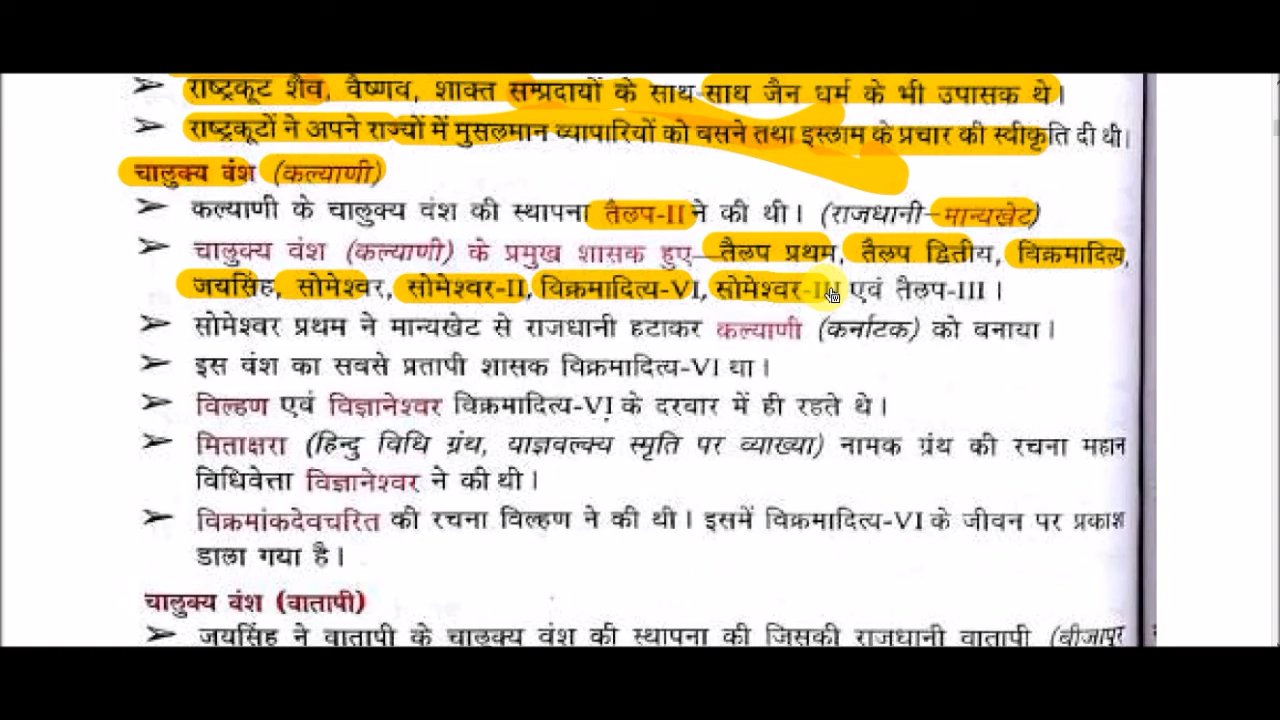 ➢ राष्ट्रकूट शैव, वैष्णव, शाक्त सम्प्रदायों के साथ-साथ जैन धर्म के भी उपासक थे।
➢ राष्ट्रकूटों ने अपने राज्यों में मुसलमान व्यापारियों को बसने तथा इस्लाम के प्रचार की स्वीकृति दी थी।
चालुक्य वंश (कल्याणी)
➢ कल्याणी के चालुक्य वंश की स्थापना तैलप-II ने की थी। (राजधानी–मान्यखेट)
➢ चालुक्य वंश (कल्याणी) के प्रमुख शासक हुए—तैलप प्रथम, तैलप द्वितीय, विक्रमादित्य,
जयसिंह, सोमेश्वर, सोमेश्वर-II, विक्रमादित्य-VI, सोमेश्वर-III एवं तैलप-III।
➢ सोमेश्वर प्रथम ने मान्यखेट से राजधानी हटाकर कल्याणी (कर्नाटक) को बनाया।
➢ इस वंश का सबसे प्रतापी शासक विक्रमादित्य-VI था।
➢ विल्हण एवं विज्ञानेश्वर विक्रमादित्य-VI के दरबार में ही रहते थे।
➢ मिताक्षरा (हिन्दु विधि ग्रंथ, याज्ञवल्क्य स्मृति पर व्याख्या) नामक ग्रंथ की रचना महान
विधिवेत्ता विज्ञानेश्वर ने की थी।
➢ विक्रमांकदेवचरित की रचना विल्हण ने की थी। इसमें विक्रमादित्य-VI के जीवन पर प्रकाश
डाला गया है।
चालुक्य वंश (वातापी)
➢ जयसिंह ने वातापी के चालुक्य वंश की स्थापना की जिसकी राजधानी वातापी (बीजापुर